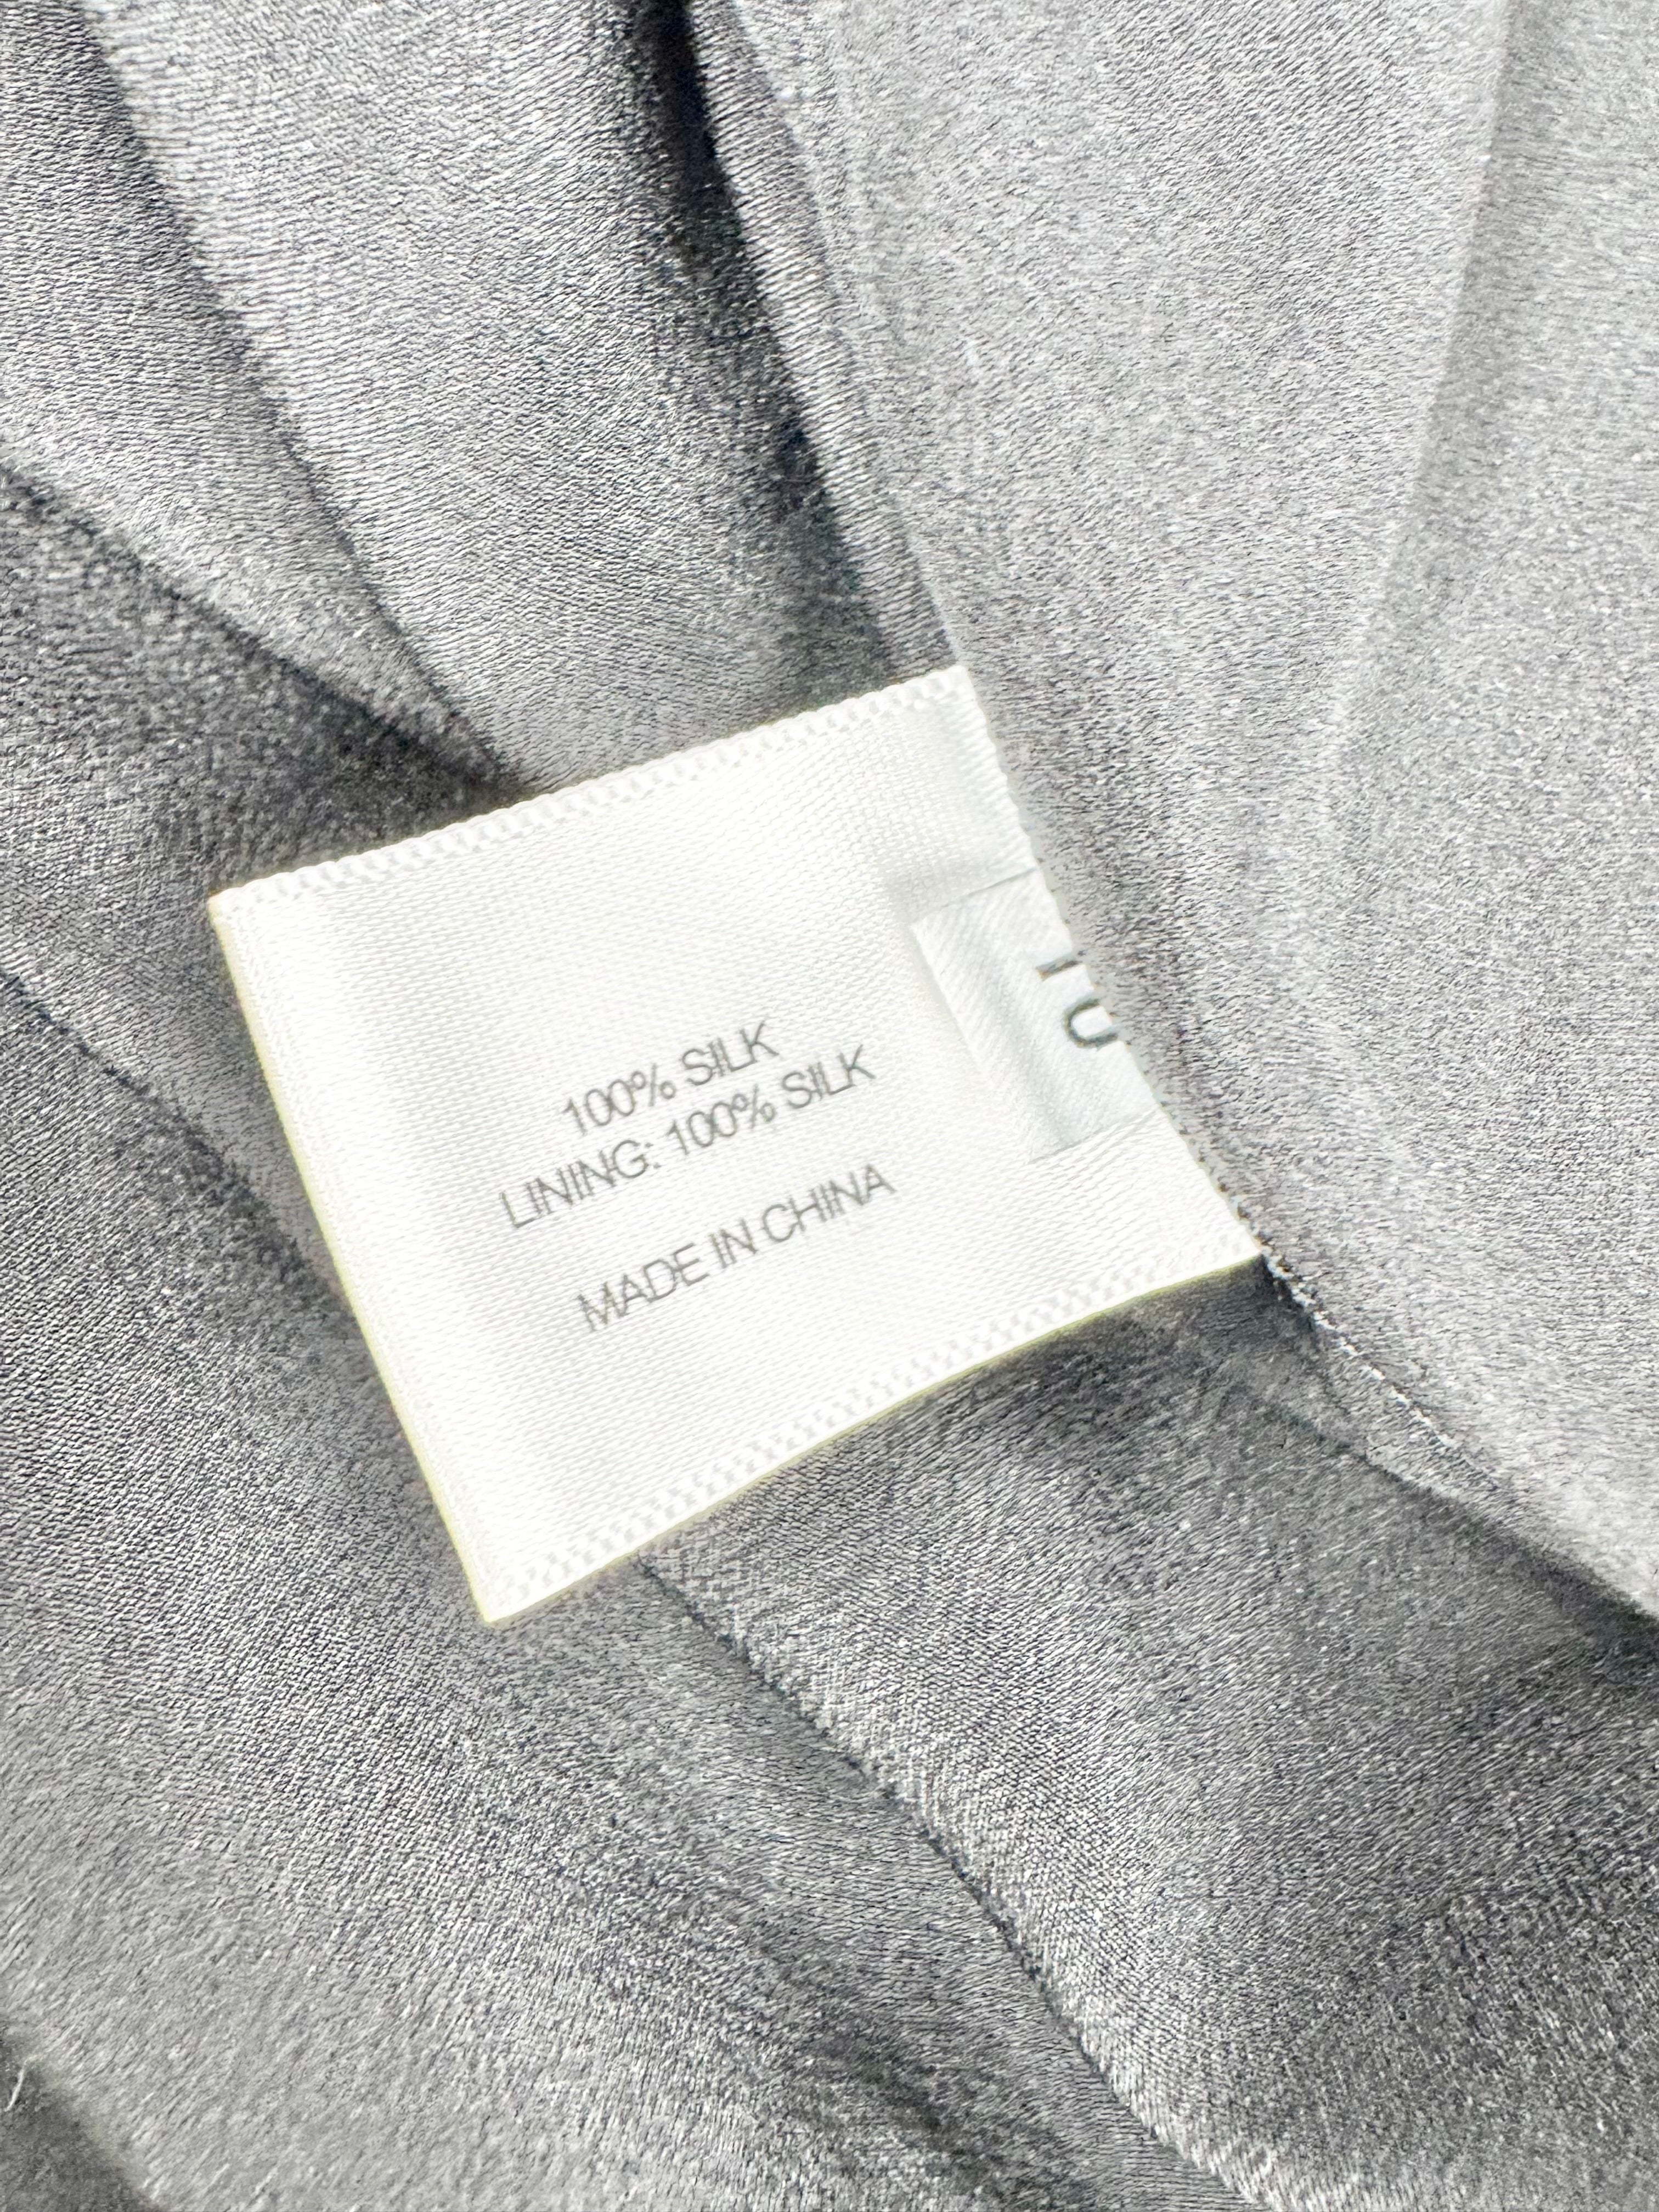 100% SILK
LINING: 100% SILK
MADE IN CHINA